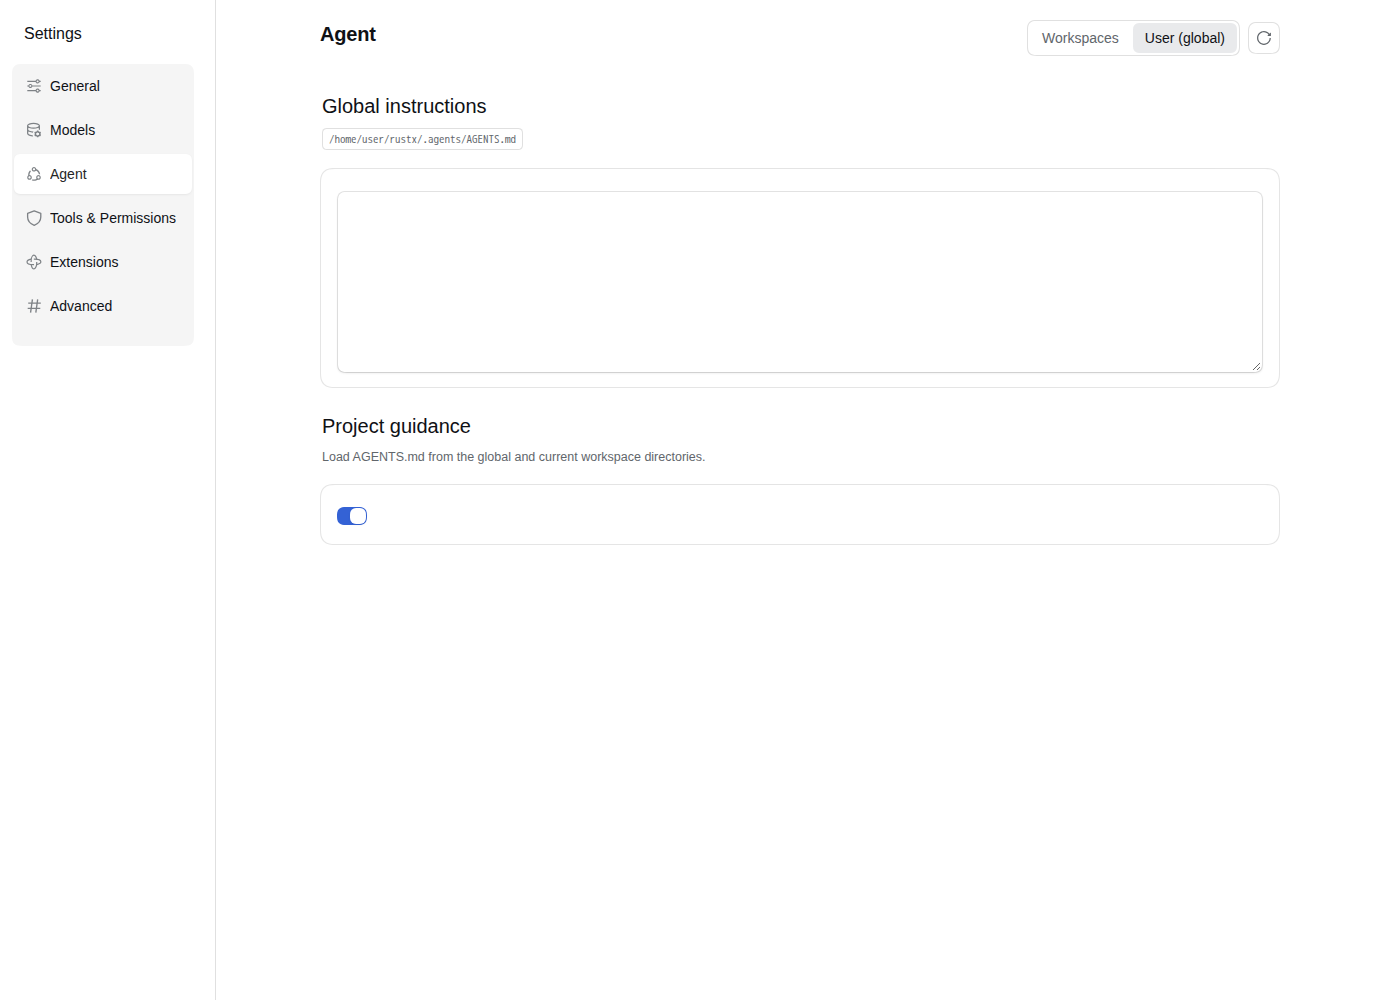 Settings
General
Models
Agent
Tools & Permissions
Extensions
Advanced
Agent
Workspaces
User (global)
Global instructions
/home/user/rustx/.agents/AGENTS.md
Project guidance
Load AGENTS.md from the global and current workspace directories.